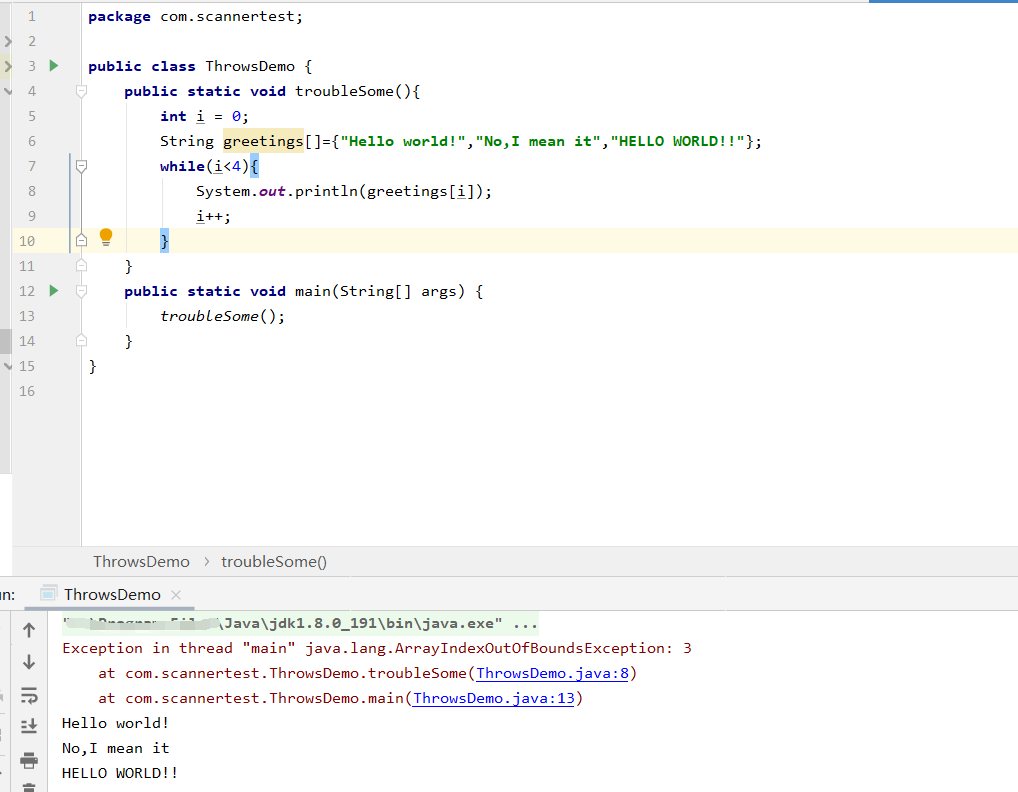 1 package com.scannertest;
2
3 public class ThrowsDemo {
4 public static void troubleSome(){
5 int i = 0;
6 String greetings[]={"Hello world!","No,I mean it","HELLO WORLD!!"};
7 while(i<4){
8 System.out.println(greetings[i]);
9 i++;
10 }
11 }
12 public static void main(String[] args) {
13 troubleSome();
14 }
15 }
16
ThrowsDemo > troubleSome()
un: ThrowsDemo ×
\Java\jdk1.8.0_191\bin\java.exe" ...
Exception in thread "main" java.lang.ArrayIndexOutOfBoundsException: 3
at com.scannertest.ThrowsDemo.troubleSome(ThrowsDemo.java:8)
at com.scannertest.ThrowsDemo.main(ThrowsDemo.java:13)
Hello world!
No,I mean it
HELLO WORLD!!